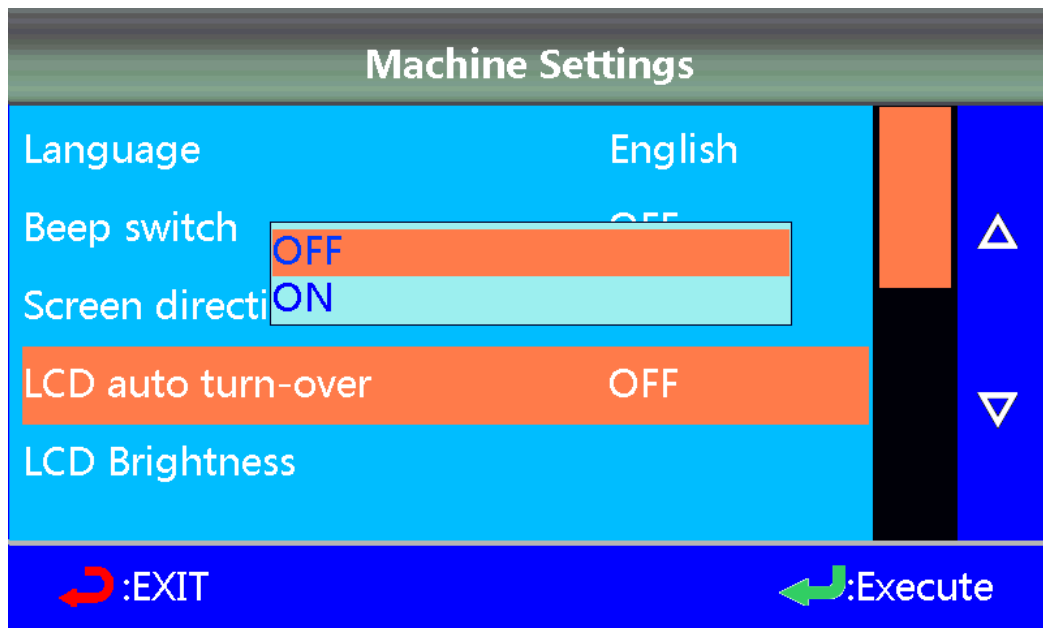 Machine Settings
Language English
Beep switch OFF
OFF
Screen directi
ON
LCD auto turn-over OFF
LCD Brightness
:EXIT :Execute